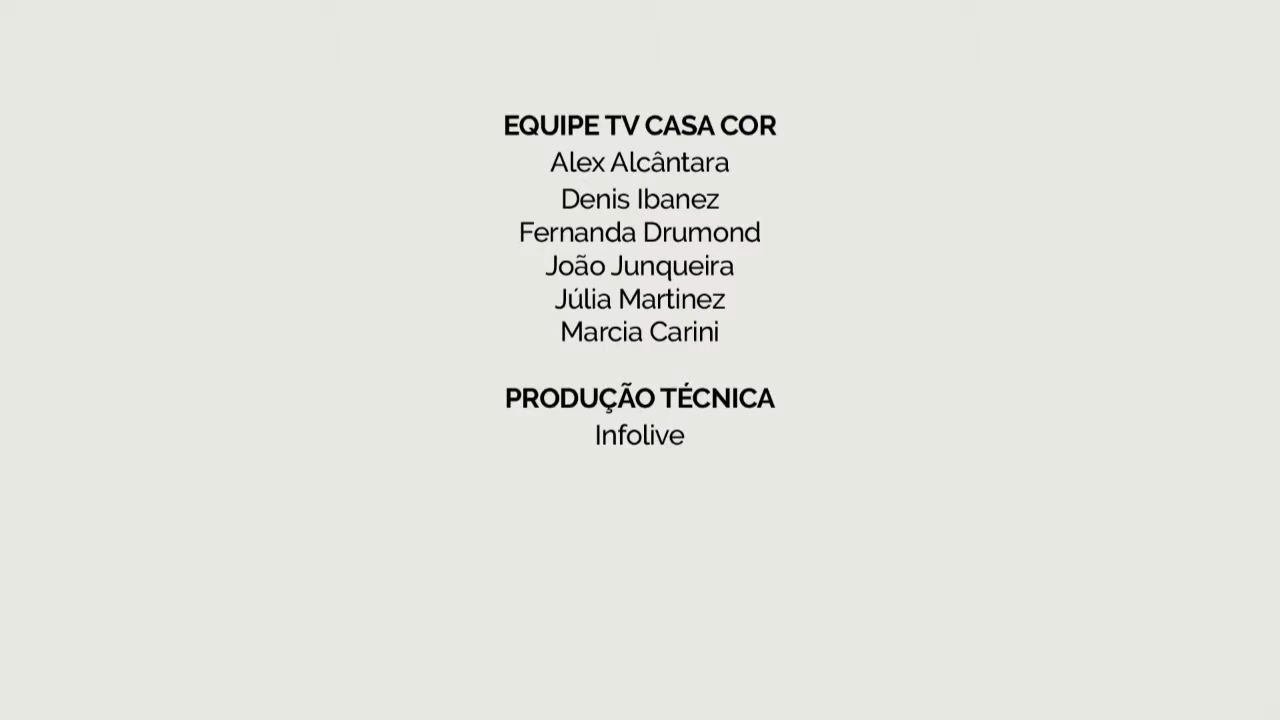 EQUIPE TV CASA COR
Alex Alcântara
Denis Ibanez
Fernanda Drumond
João Junqueira
Júlia Martinez
Marcia Carini
PRODUÇÃO TÉCNICA
Infolive